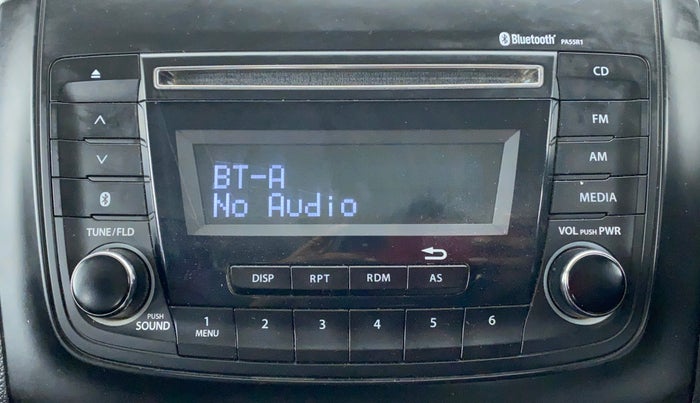 Bluetooth® PA55R1
CD
FM
AM
MEDIA
BT-A
No Audio
TUNE/FLD
VOL PUSH PWR
DISP RPT RDM AS
PUSH
SOUND
1 2 3 4 5 6
MENU